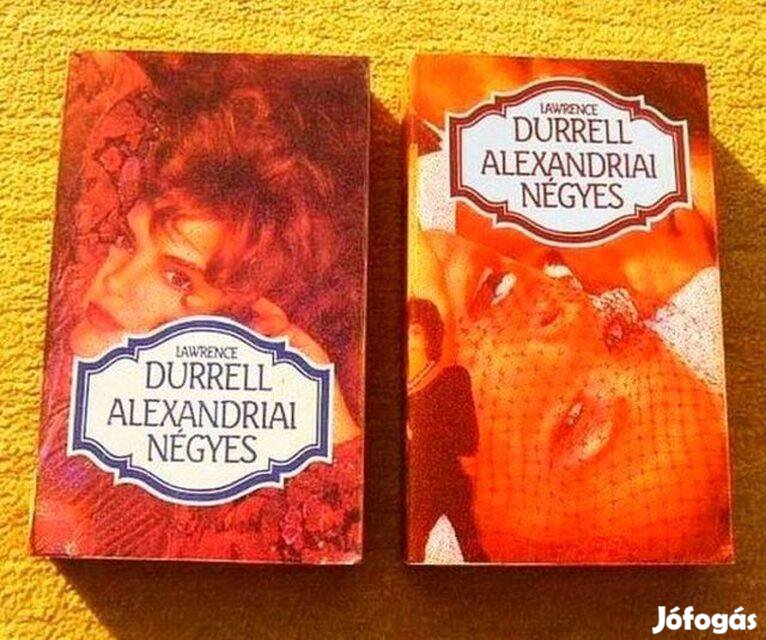 LAWRENCE
DURRELL
ALEXANDRIAI
NÉGYES
LAWRENCE
DURRELL
ALEXANDRIAI
NÉGYES
Jófogás